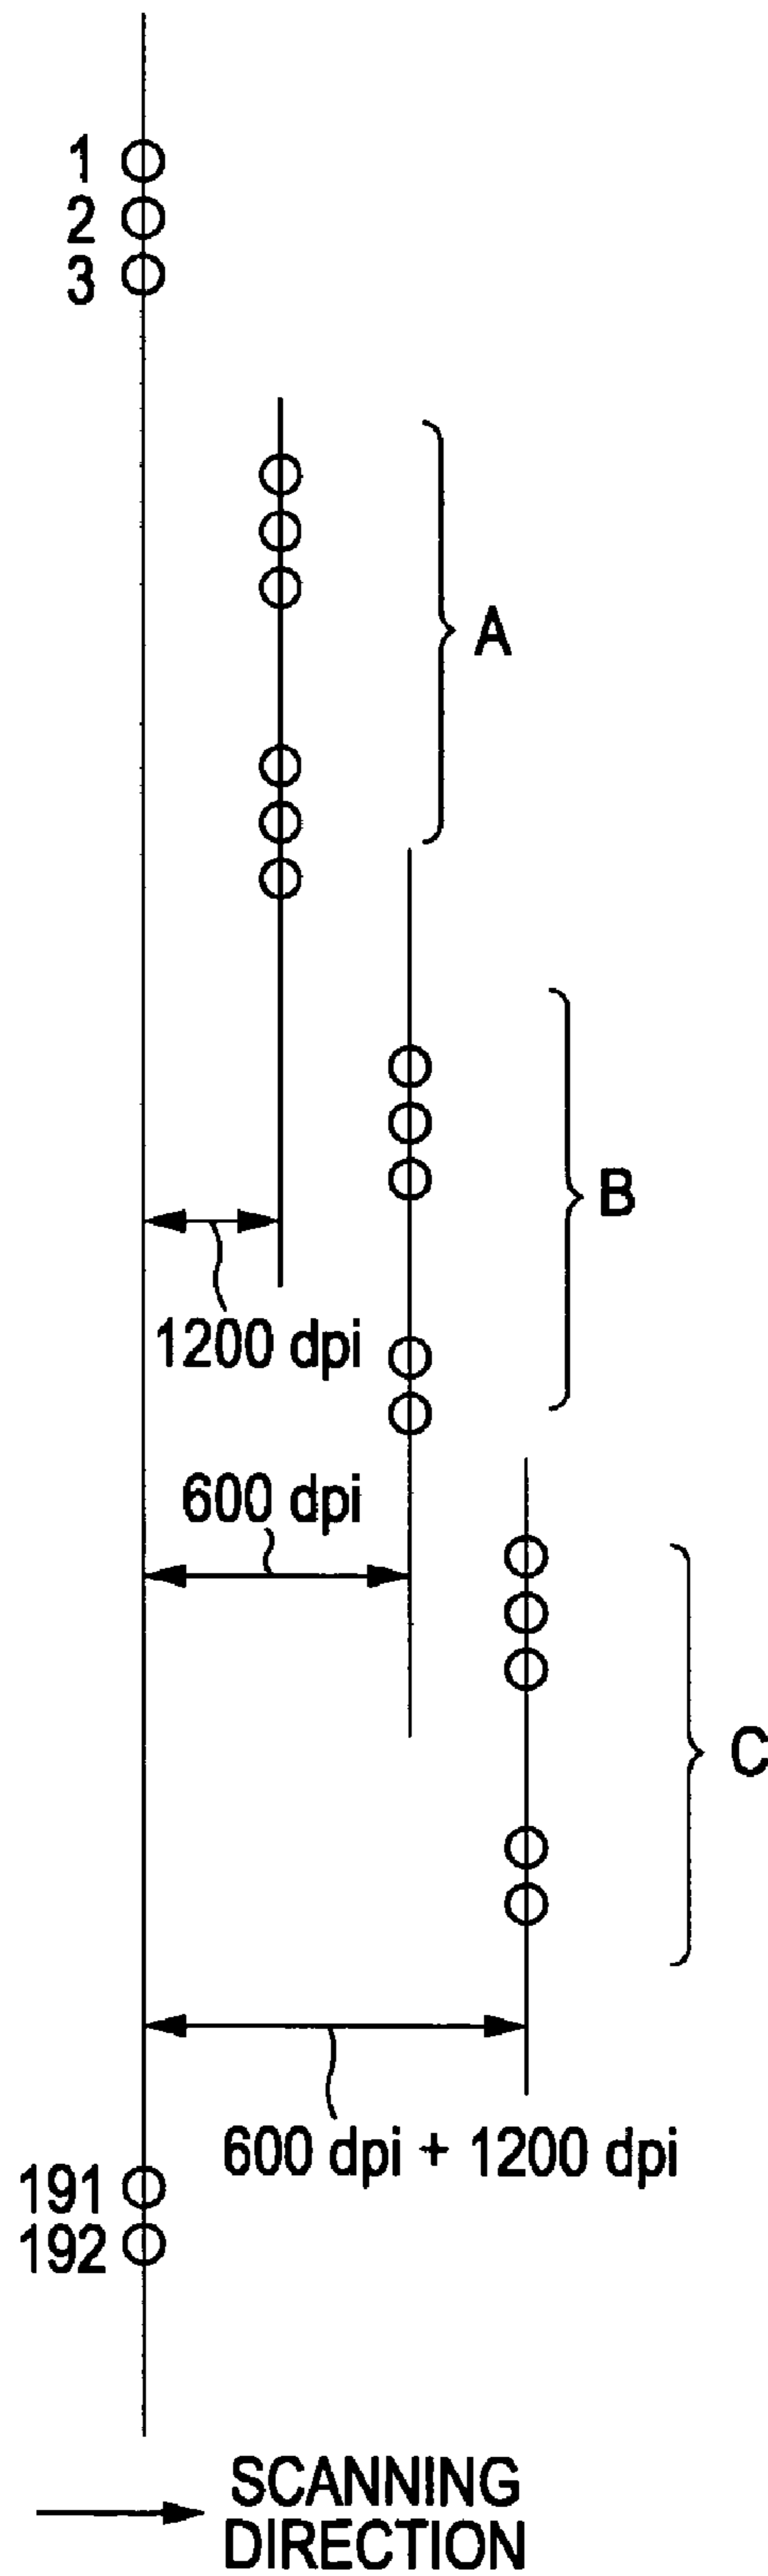 1
2
3
A
B
1200 dpi
600 dpi
C
600 dpi + 1200 dpi
191
192
SCANNING
DIRECTION